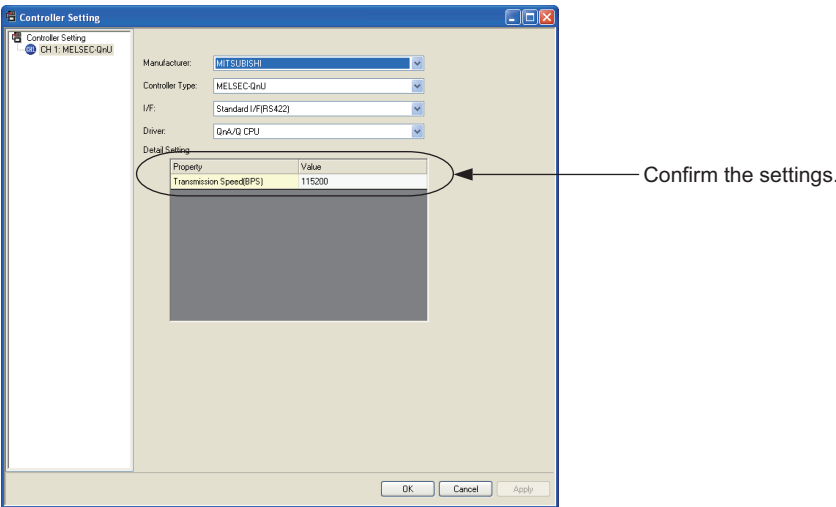 Controller Setting
Controller Setting
CH 1: MELSEC-QnU
Manufacturer: MITSUBISHI
Controller Type: MELSEC-QnU
I/F: Standard I/F(RS422)
Driver: QnA/Q CPU
Detail Setting
Property Value
Transmission Speed(BPS) 115200
Confirm the settings.
OK Cancel Apply